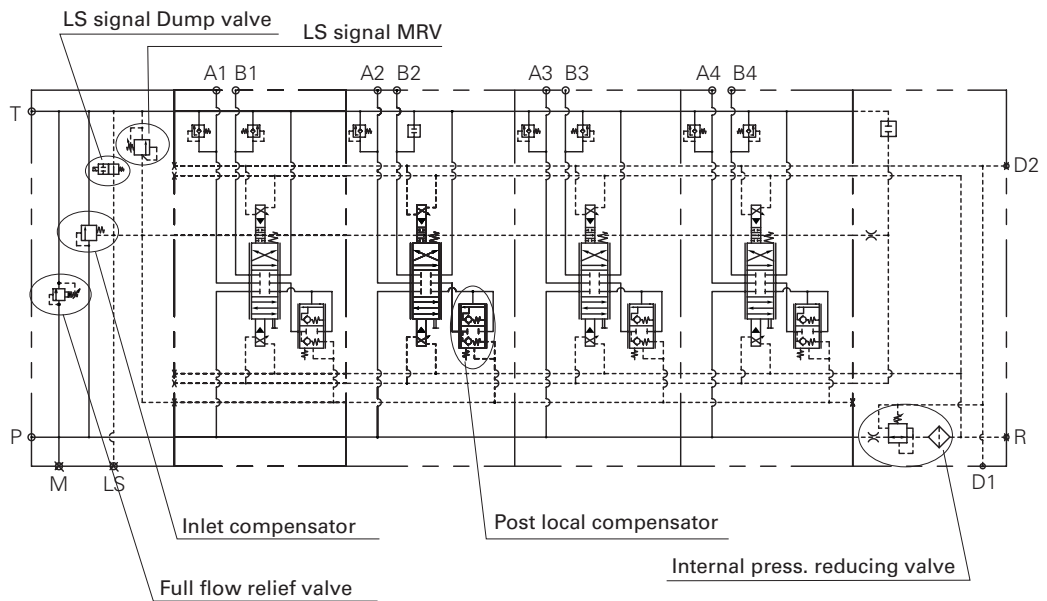 LS signal Dump valve
LS signal MRV
A1 B1 A2 B2 A3 B3 A4 B4
T
D2
P
R
M LS D1
Inlet compensator
Post local compensator
Internal press. reducing valve
Full flow relief valve